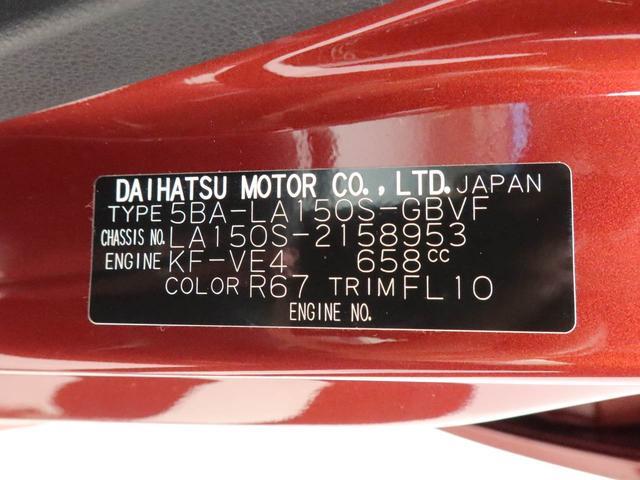 DAIHATSU MOTOR CO., LTD. JAPAN
TYPE 5BA-LA150S-GBVF
CHASSIS NO. LA150S-2158953
ENGINE KF-VE4 658cc
COLOR R67 TRIM FL10
ENGINE NO.